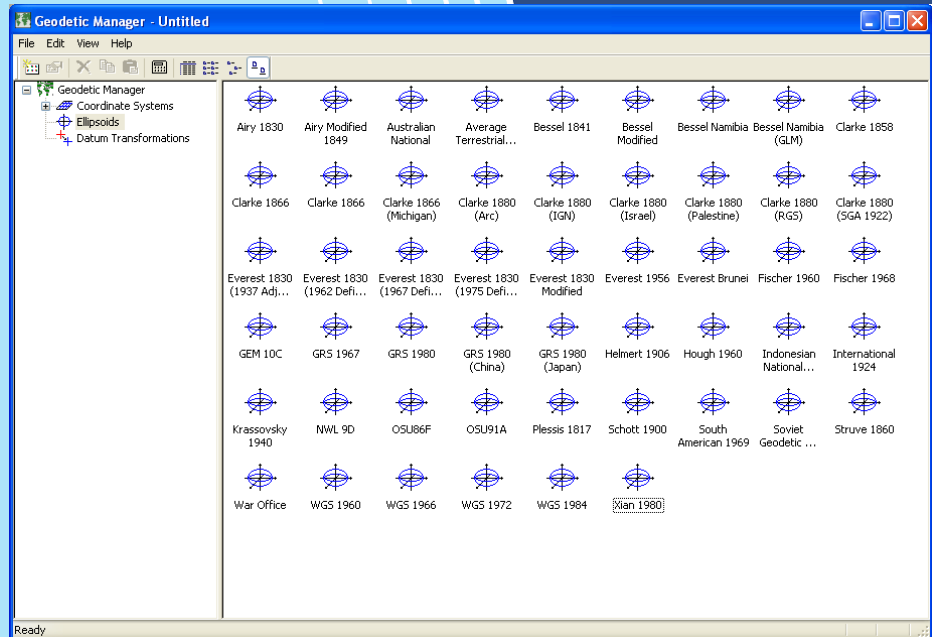 Geodetic Manager - Untitled
File Edit View Help
Geodetic Manager
Coordinate Systems
Ellipsoids
Datum Transformations
Airy 1830
Airy Modified
1849
Australian
National
Average
Terrestrial...
Bessel 1841
Bessel
Modified
Bessel Namibia
Bessel Namibia
(GLM)
Clarke 1858
Clarke 1866
Clarke 1866
Clarke 1866
(Michigan)
Clarke 1880
(Arc)
Clarke 1880
(IGN)
Clarke 1880
(Israel)
Clarke 1880
(Palestine)
Clarke 1880
(RGS)
Clarke 1880
(SGA 1922)
Everest 1830
(1937 Adj...
Everest 1830
(1962 Defi...
Everest 1830
(1967 Defi...
Everest 1830
(1975 Defi...
Everest 1830
Modified
Everest 1956
Everest Brunei
Fischer 1960
Fischer 1968
GEM 10C
GRS 1967
GRS 1980
GRS 1980
(China)
GRS 1980
(Japan)
Helmert 1906
Hough 1960
Indonesian
National...
International
1924
Krassovsky
1940
NWL 9D
OSU86F
OSU91A
Plessis 1817
Schott 1900
South
American 1969
Soviet
Geodetic ...
Struve 1860
War Office
WGS 1960
WGS 1966
WGS 1972
WGS 1984
Xian 1980
Ready